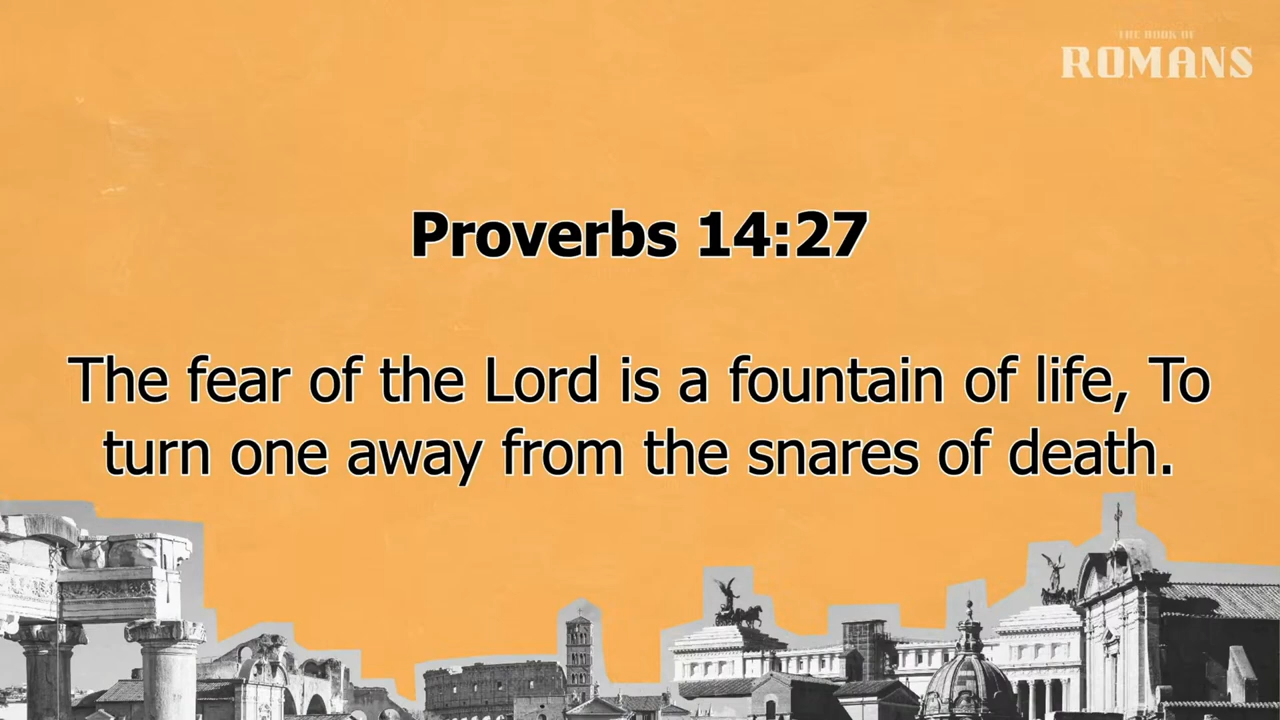 THE BOOK OF
ROMANS
Proverbs 14:27
The fear of the Lord is a fountain of life, To
turn one away from the snares of death.